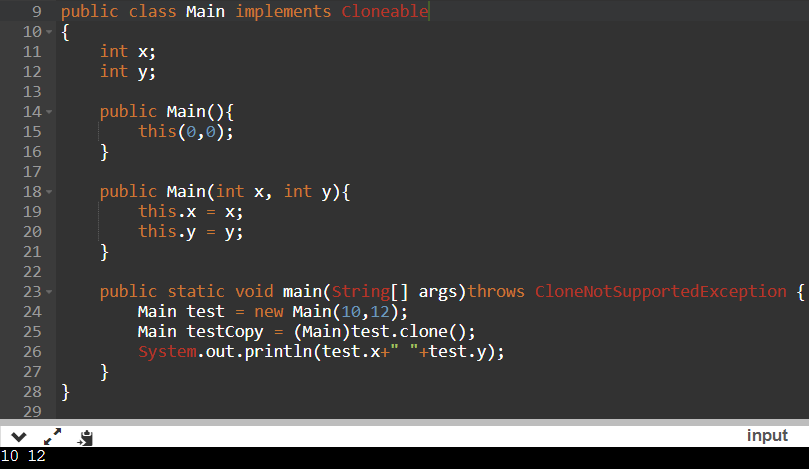 9 public class Main implements Cloneable
10 {
11 int x;
12 int y;
13
14 public Main(){
15 this(0,0);
16 }
17
18 public Main(int x, int y){
19 this.x = x;
20 this.y = y;
21 }
22
23 public static void main(String[] args)throws CloneNotSupportedException {
24 Main test = new Main(10,12);
25 Main testCopy = (Main)test.clone();
26 System.out.println(test.x+" "+test.y);
27 }
28 }
29
input
10 12